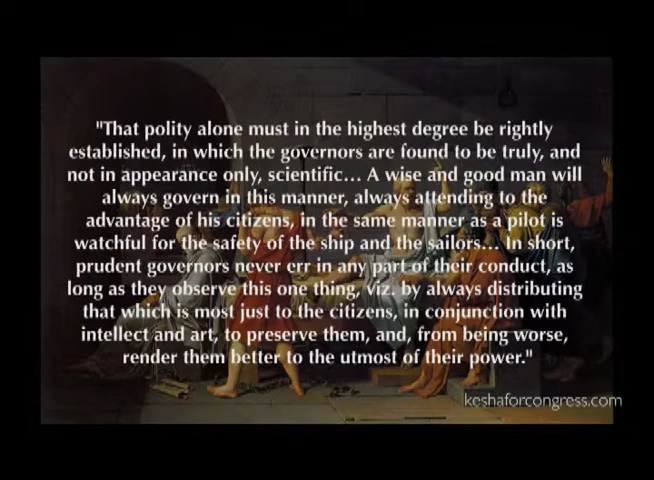 "That polity alone must in the highest degree be rightly
established, in which the governors are found to be truly, and
not in appearance only, scientific... A wise and good man will
always govern in this manner, always attending to the
advantage of his citizens, in the same manner as a pilot is
watchful for the safety of the ship and the sailors... In short,
prudent governors never err in any part of their conduct, as
long as they observe this one thing, viz. by always distributing
that which is most just to the citizens, in conjunction with
intellect and art, to preserve them, and, from being worse,
render them better to the utmost of their power."
keshaforcongress.com